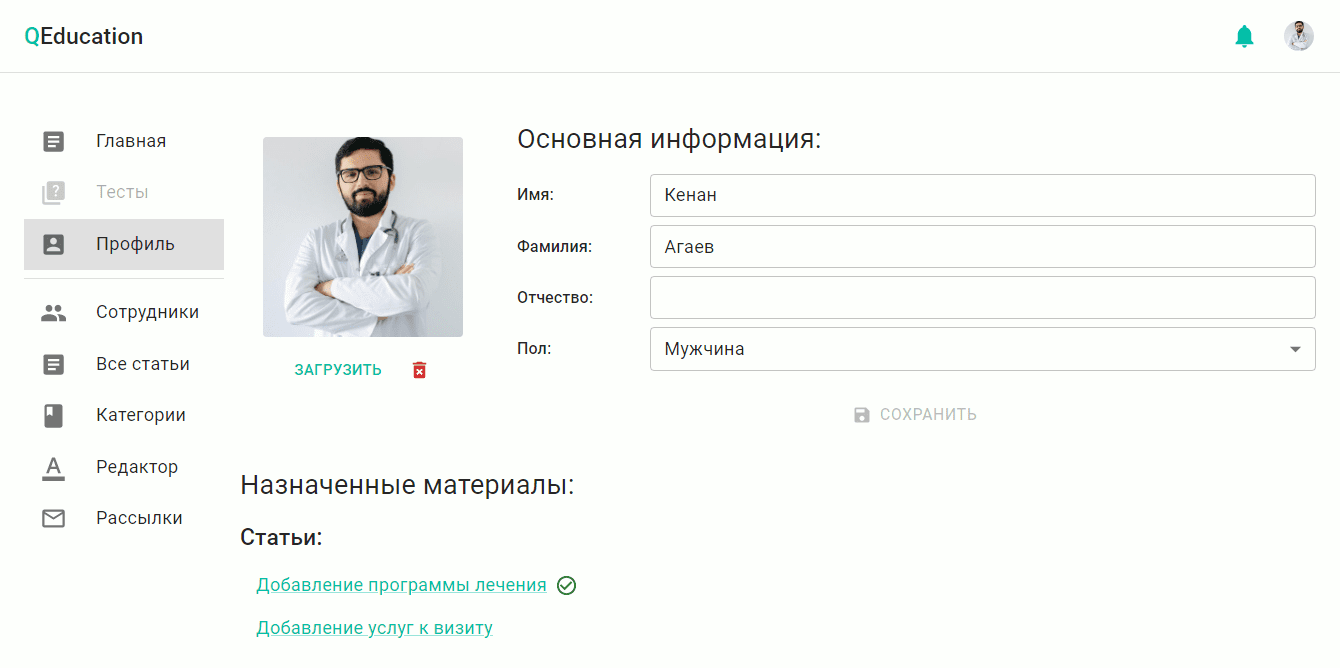 QEducation
Главная
Тесты
Профиль
Сотрудники
Все статьи
Категории
Редактор
Рассылки
ЗАГРУЗИТЬ
Основная информация:
Имя: Кенан
Фамилия: Агаев
Отчество:
Пол: Мужчина
СОХРАНИТЬ
Назначенные материалы:
Статьи:
Добавление программы лечения
Добавление услуг к визиту